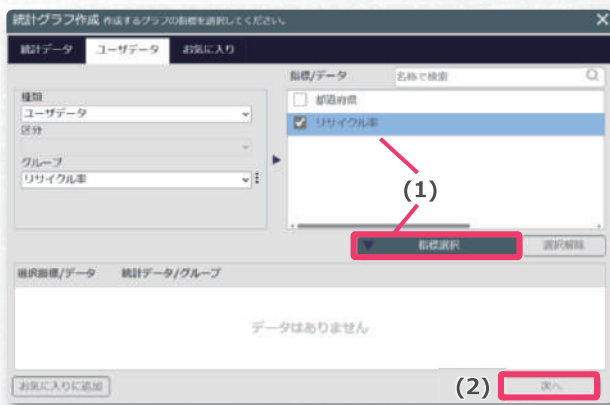 統計グラフ作成 作成するグラフの指標を選択してください。
統計データ ユーザデータ お気に入り
指標/データ 名称で検索
種類
ユーザデータ
区分
グループ
リサイクル率
都道府県
リサイクル率
(1)
指標選択 選択解除
選択指標/データ 統計データ/グループ
データはありません
お気に入りに追加 (2) 次へ